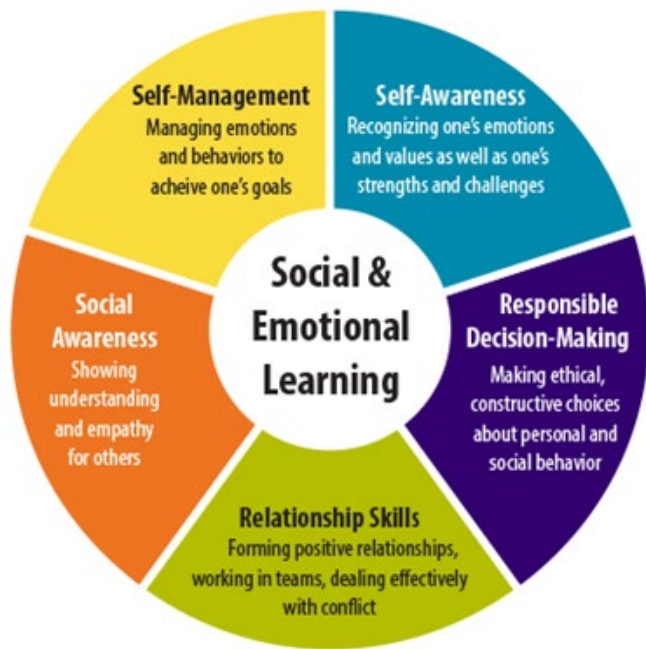 Self-Management
Managing emotions
and behaviors to
acheive one's goals
Self-Awareness
Recognizing one's emotions
and values as well as one's
strengths and challenges
Social &
Emotional
Learning
Social
Awareness
Showing
understanding
and empathy
for others
Responsible
Decision-Making
Making ethical,
constructive choices
about personal and
social behavior
Relationship Skills
Forming positive relationships,
working in teams, dealing effectively
with conflict